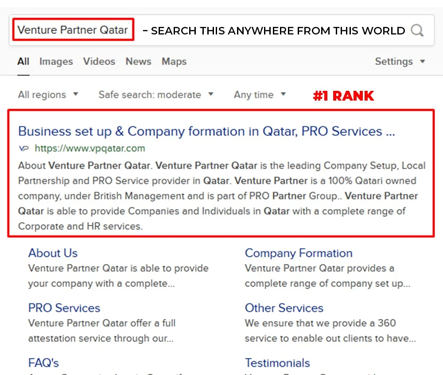 Venture Partner Qatar - SEARCH THIS ANYWHERE FROM THIS WORLD
All Images Videos News Maps Settings
All regions Safe search: moderate Any time #1 RANK
Business set up & Company formation in Qatar, PRO Services ...
VP https://www.vpqatar.com
About Venture Partner Qatar. Venture Partner Qatar is the leading Company Setup, Local
Partnership and PRO Service provider in Qatar. Venture Partner is a 100% Qatari owned
company, under British Management and is part of PRO Partner Group.. Venture Partner
Qatar is able to provide Companies and Individuals in Qatar with a complete range of
Corporate and HR services.
About Us
Venture Partner Qatar is able to provide
your company with a complete...
Company Formation
Venture Partner Qatar provides a
complete range of company set up...
PRO Services
Venture Partner Qatar offer a full
attestation service through our...
Other Services
We ensure that we provide a 360
service to enable out clients to have...
FAQ's
Testimonials